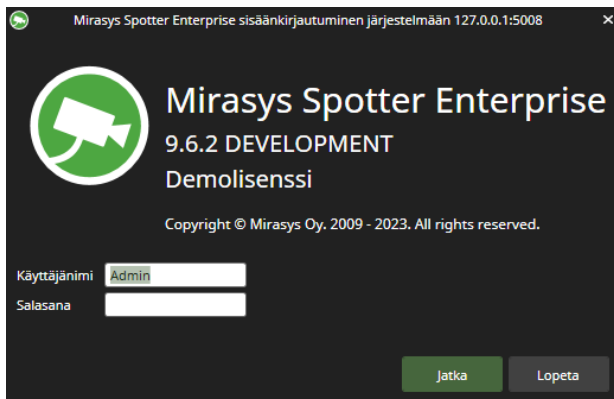 Mirasys Spotter Enterprise sisäänkirjautuminen järjestelmään 127.0.0.1:5008
Mirasys Spotter Enterprise
9.6.2 DEVELOPMENT
Demolisenssi
Copyright © Mirasys Oy. 2009 - 2023. All rights reserved.
Käyttäjänimi Admin
Salasana
Jatka Lopeta